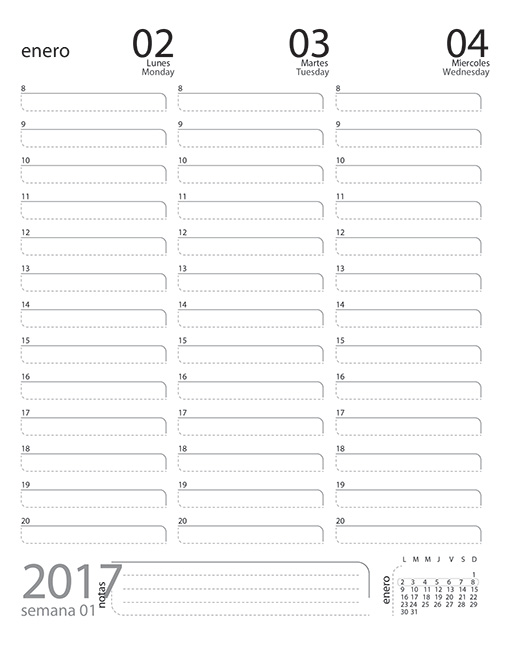 enero 02 03 04
Lunes Martes Miercoles
Monday Tuesday Wednesday
8 8 8
9 9 9
10 10 10
11 11 11
12 12 12
13 13 13
14 14 14
15 15 15
16 16 16
17 17 17
18 18 18
19 19 19
20 20 20
2017
semana 01
notas
enero
L M M J V S D
1
2 3 4 5 6 7 8
9 10 11 12 13 14 15
16 17 18 19 20 21 22
23 24 25 26 27 28 29
30 31